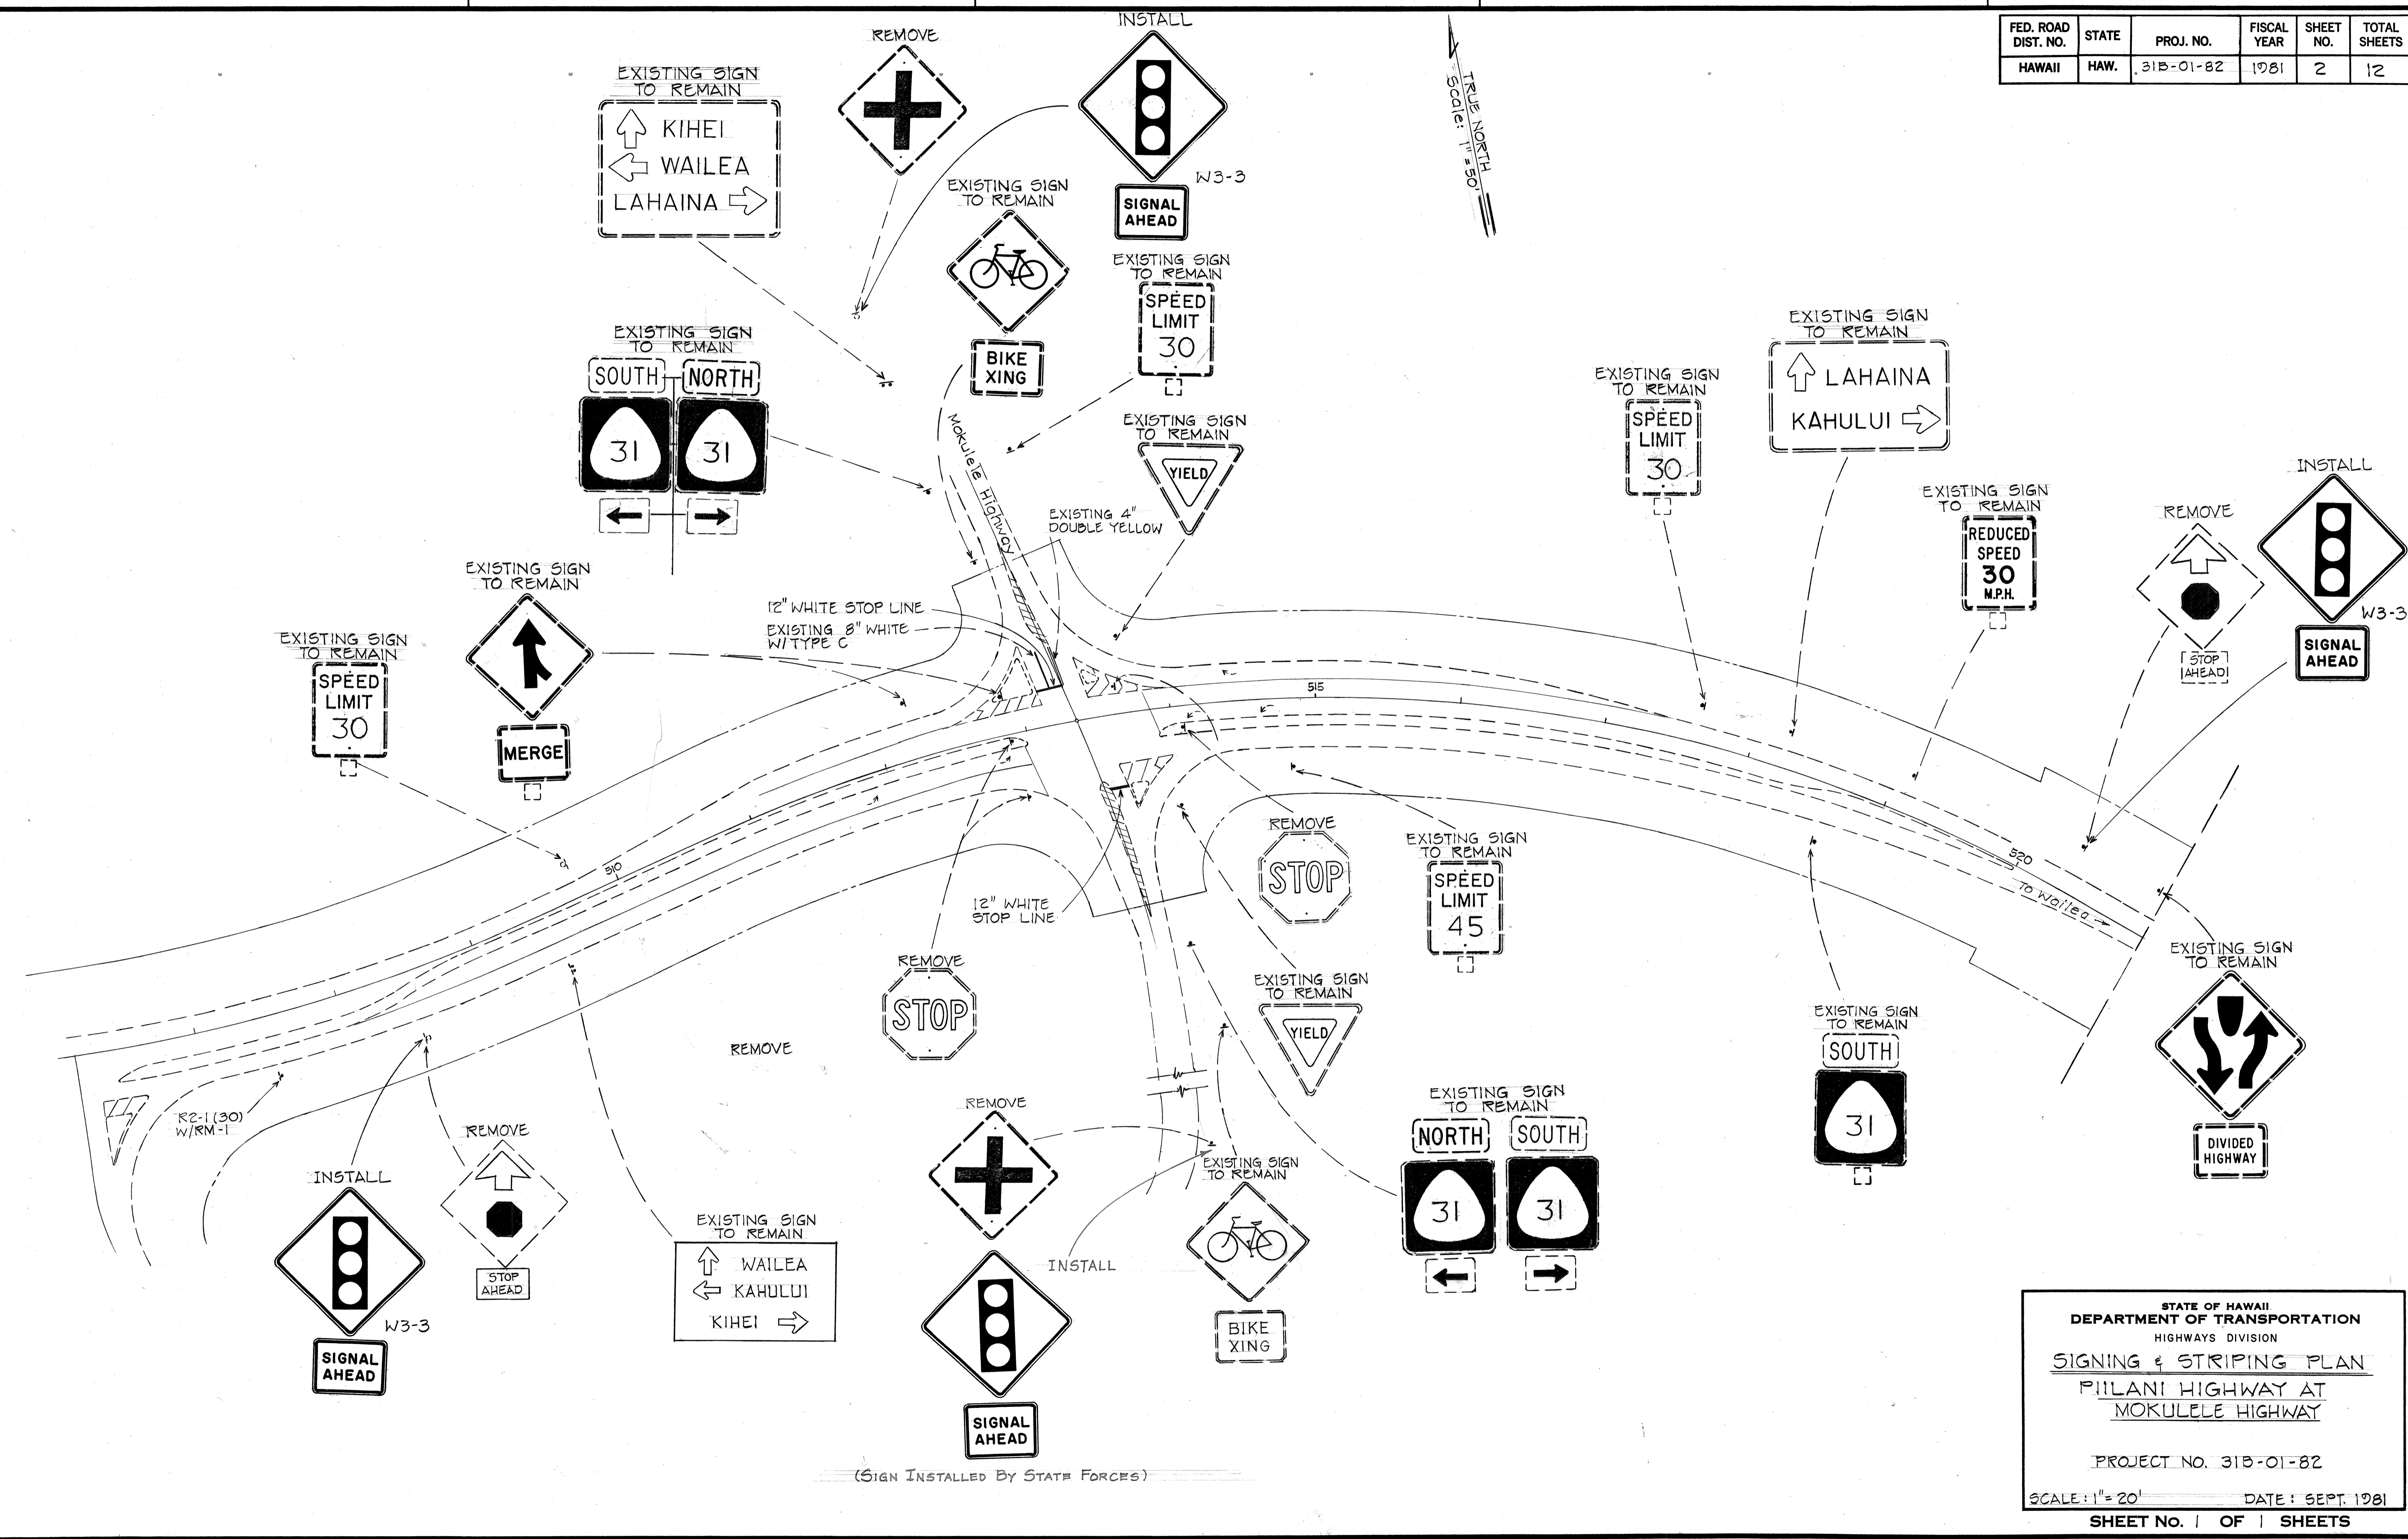 FED. ROAD DIST. NO. STATE PROJ. NO. FISCAL YEAR SHEET NO. TOTAL SHEETS
HAWAII HAW. 31B-01-82 1981 2 12
EXISTING SIGN
TO REMAIN
KIHEI
WAILEA
LAHAINA
REMOVE
INSTALL
W3-3
SIGNAL
AHEAD
TRUE NORTH
Scale: 1" = 50'
EXISTING SIGN
TO REMAIN
BIKE
XING
EXISTING SIGN
TO REMAIN
SPEED
LIMIT
30
EXISTING SIGN
TO REMAIN
SOUTH NORTH
31 31
EXISTING SIGN
TO REMAIN
YIELD
Mokulele Highway
EXISTING 4"
DOUBLE YELLOW
EXISTING SIGN
TO REMAIN
SPEED
LIMIT
30
EXISTING SIGN
TO REMAIN
LAHAINA
KAHULUI
EXISTING SIGN
TO REMAIN
REDUCED
SPEED
30
M.P.H.
REMOVE
STOP
AHEAD
INSTALL
W3-3
SIGNAL
AHEAD
EXISTING SIGN
TO REMAIN
MERGE
12" WHITE STOP LINE
EXISTING 8" WHITE
W/TYPE C
EXISTING SIGN
TO REMAIN
SPEED
LIMIT
30
510
515
520
To Wailea
12" WHITE
STOP LINE
REMOVE
STOP
REMOVE
STOP
EXISTING SIGN
TO REMAIN
SPEED
LIMIT
45
EXISTING SIGN
TO REMAIN
YIELD
EXISTING SIGN
TO REMAIN
SOUTH
31
EXISTING SIGN
TO REMAIN
DIVIDED
HIGHWAY
R2-1(30)
W/RM-1
REMOVE
INSTALL
W3-3
SIGNAL
AHEAD
REMOVE
STOP
AHEAD
EXISTING SIGN
TO REMAIN
WAILEA
KAHULUI
KIHEI
REMOVE
INSTALL
SIGNAL
AHEAD
(SIGN INSTALLED BY STATE FORCES)
EXISTING SIGN
TO REMAIN
BIKE
XING
EXISTING SIGN
TO REMAIN
NORTH SOUTH
31 31
STATE OF HAWAII
DEPARTMENT OF TRANSPORTATION
HIGHWAYS DIVISION
SIGNING & STRIPING PLAN
PIILANI HIGHWAY AT
MOKULELE HIGHWAY
PROJECT NO. 31B-01-82
SCALE: 1" = 20' DATE: SEPT. 1981
SHEET No. 1 OF 1 SHEETS